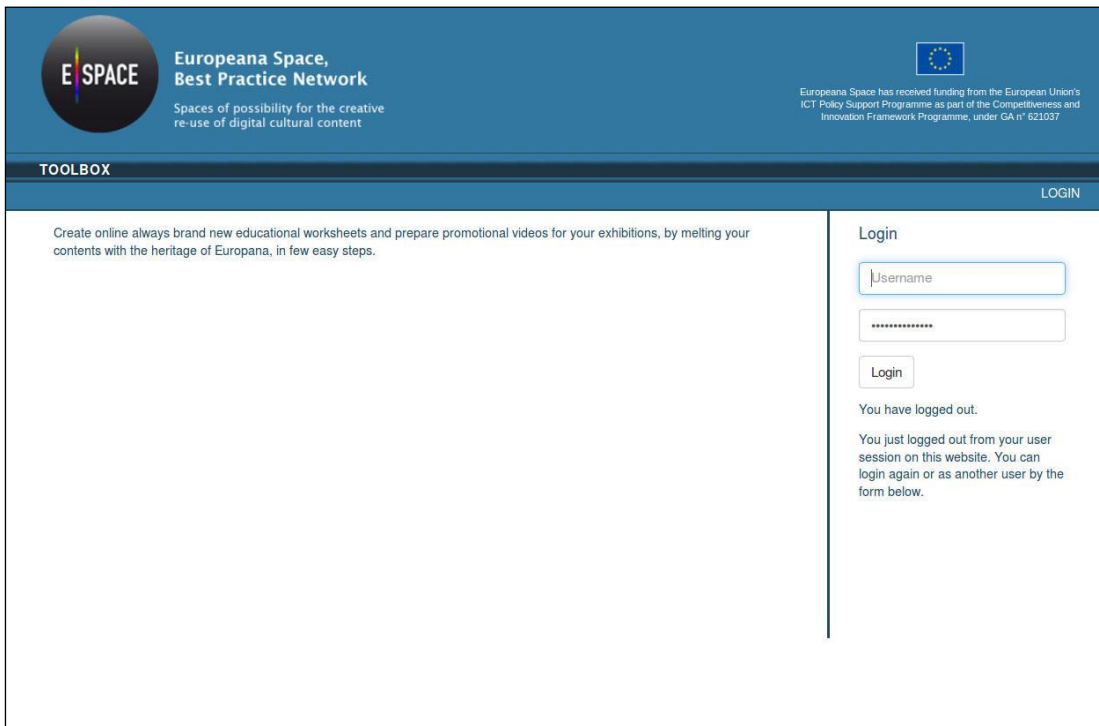 E SPACE
Europeana Space,
Best Practice Network
Spaces of possibility for the creative
re-use of digital cultural content
Europeana Space has received funding from the European Union's
ICT Policy Support Programme as part of the Competitiveness and
Innovation Framework Programme, under GA n° 621037
TOOLBOX
LOGIN
Create online always brand new educational worksheets and prepare promotional videos for your exhibitions, by melting your
contents with the heritage of Europana, in few easy steps.
Login
Username
••••••••••••••
Login
You have logged out.
You just logged out from your user
session on this website. You can
login again or as another user by the
form below.